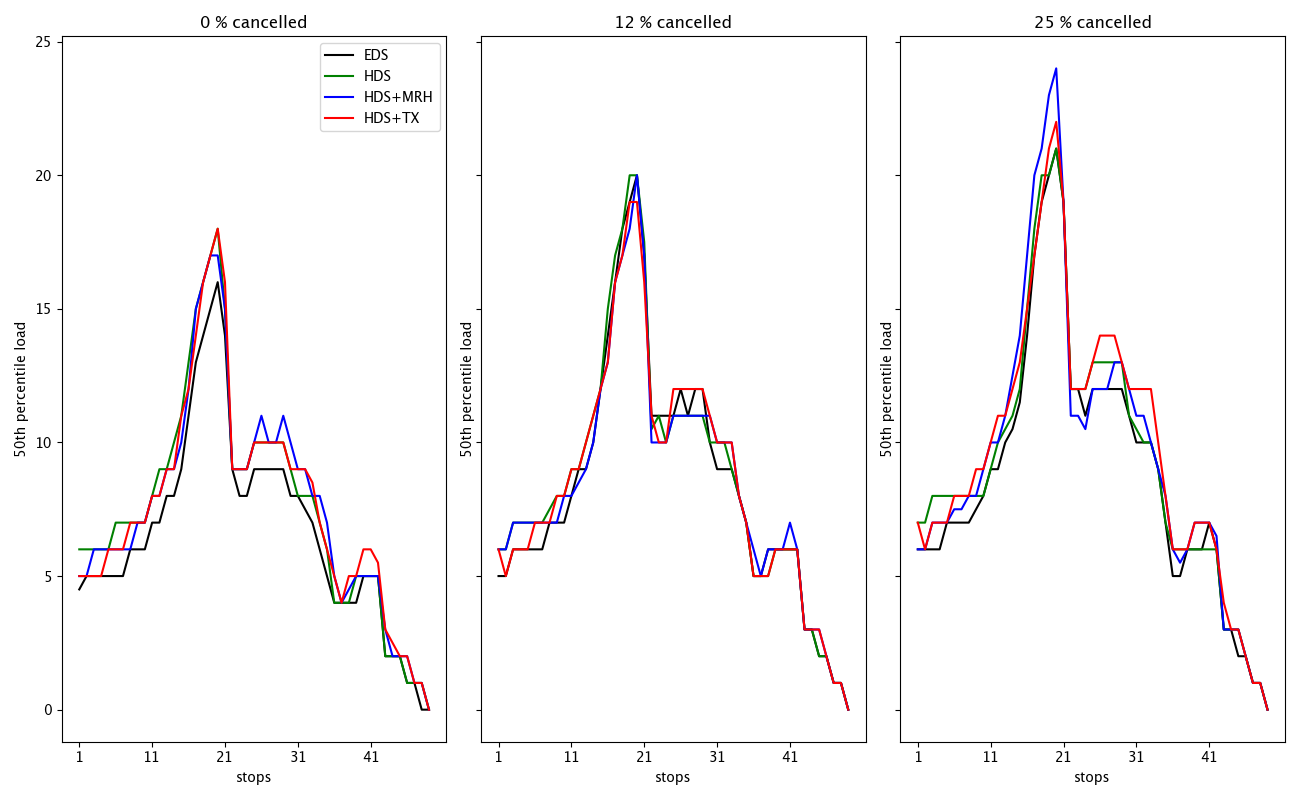 0 % cancelled
12 % cancelled
25 % cancelled
EDS
HDS
HDS+MRH
HDS+TX
50th percentile load
50th percentile load
50th percentile load
25
20
15
10
5
0
1 11 21 31 41
1 11 21 31 41
1 11 21 31 41
stops
stops
stops